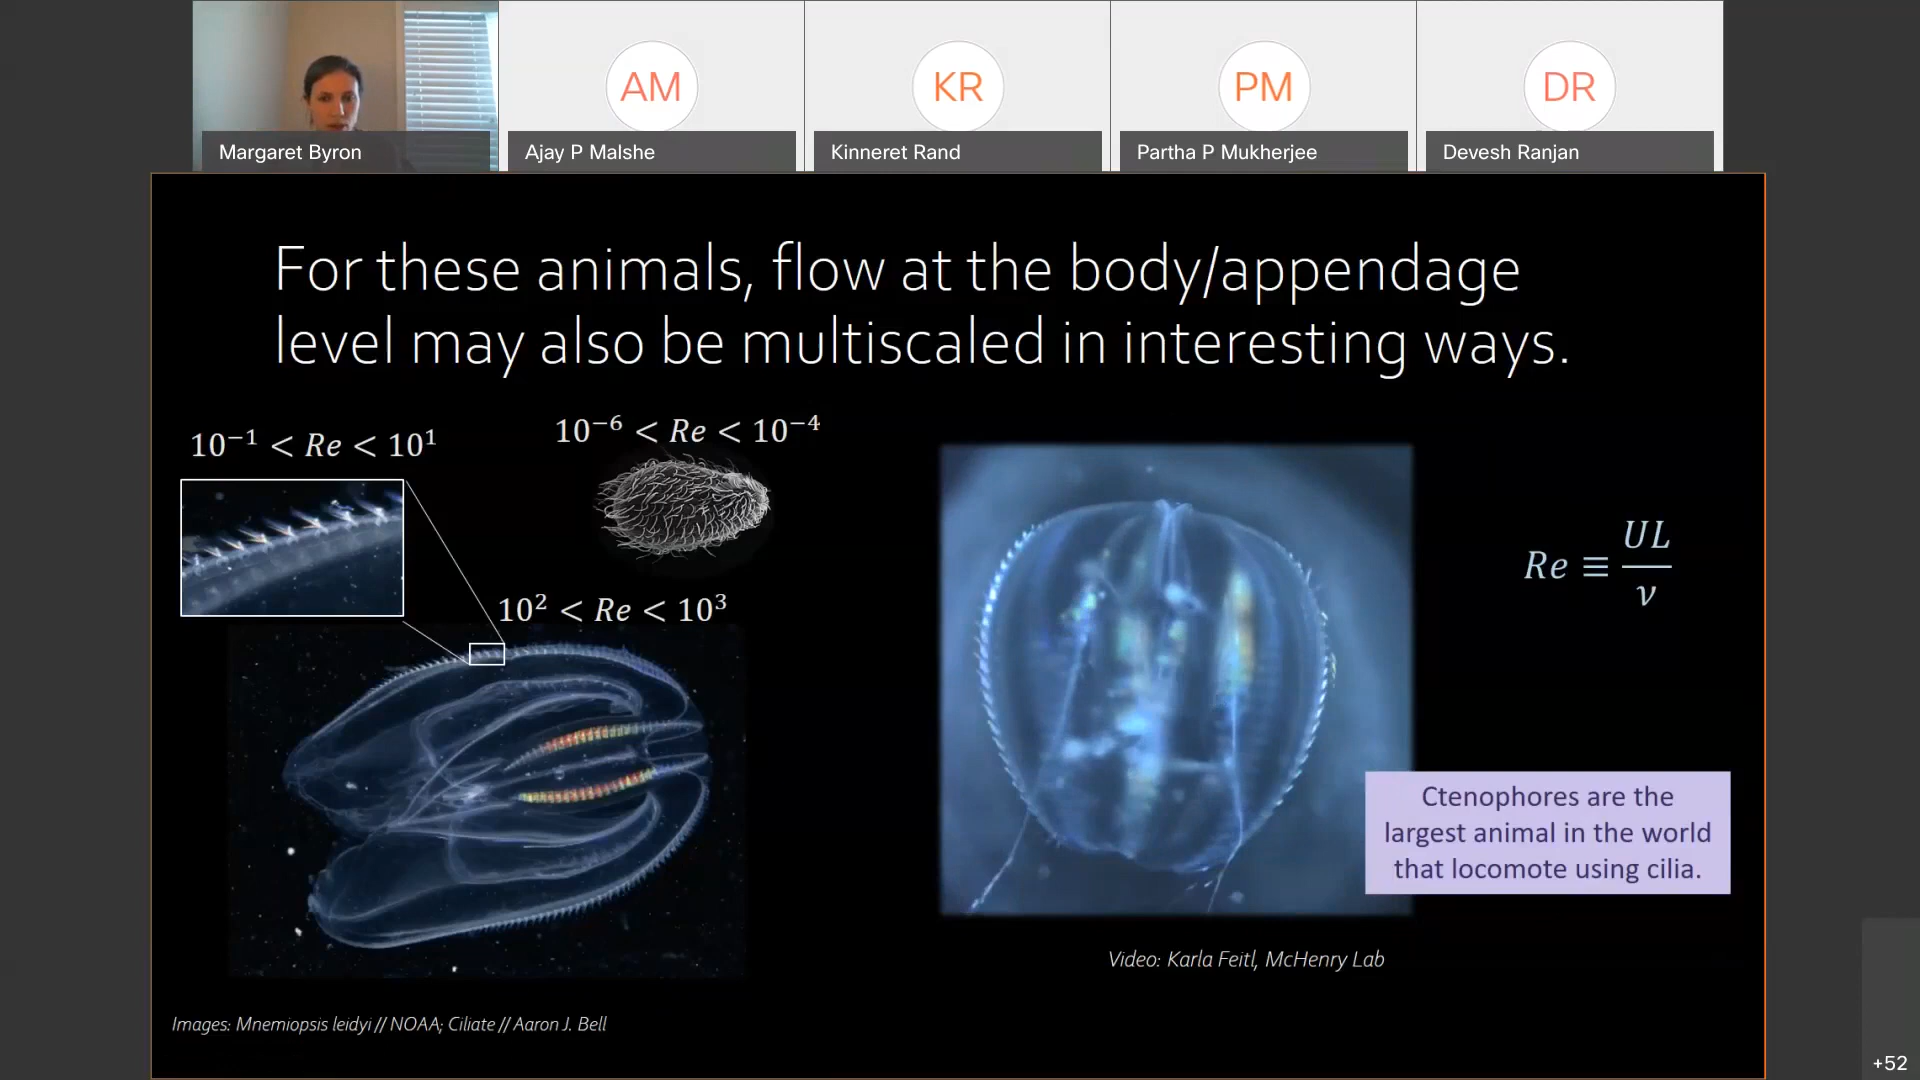 AM
KR
PM
DR
Margaret Byron
Ajay P Malshe
Kinneret Rand
Partha P Mukherjee
Devesh Ranjan
For these animals, flow at the body/appendage
level may also be multiscaled in interesting ways.
10⁻¹ < Re < 10¹
10⁻⁶ < Re < 10⁻⁴
10² < Re < 10³
Re ≡ UL/ν
Ctenophores are the
largest animal in the world
that locomote using cilia.
Video: Karla Feitl, McHenry Lab
Images: Mnemiopsis leidyi // NOAA; Ciliate // Aaron J. Bell
+52